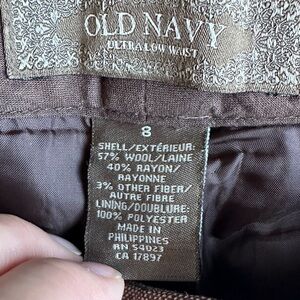 OLD NAVY
ULTRA LOW WAIST
8
SHELL/EXTÉRIEUR:
57% WOOL/LAINE
40% RAYON/
RAYONNE
3% OTHER FIBER/
AUTRE FIBRE
LINING/DOUBLURE:
100% POLYESTER
MADE IN
PHILIPPINES
RN 54023
CA 17897